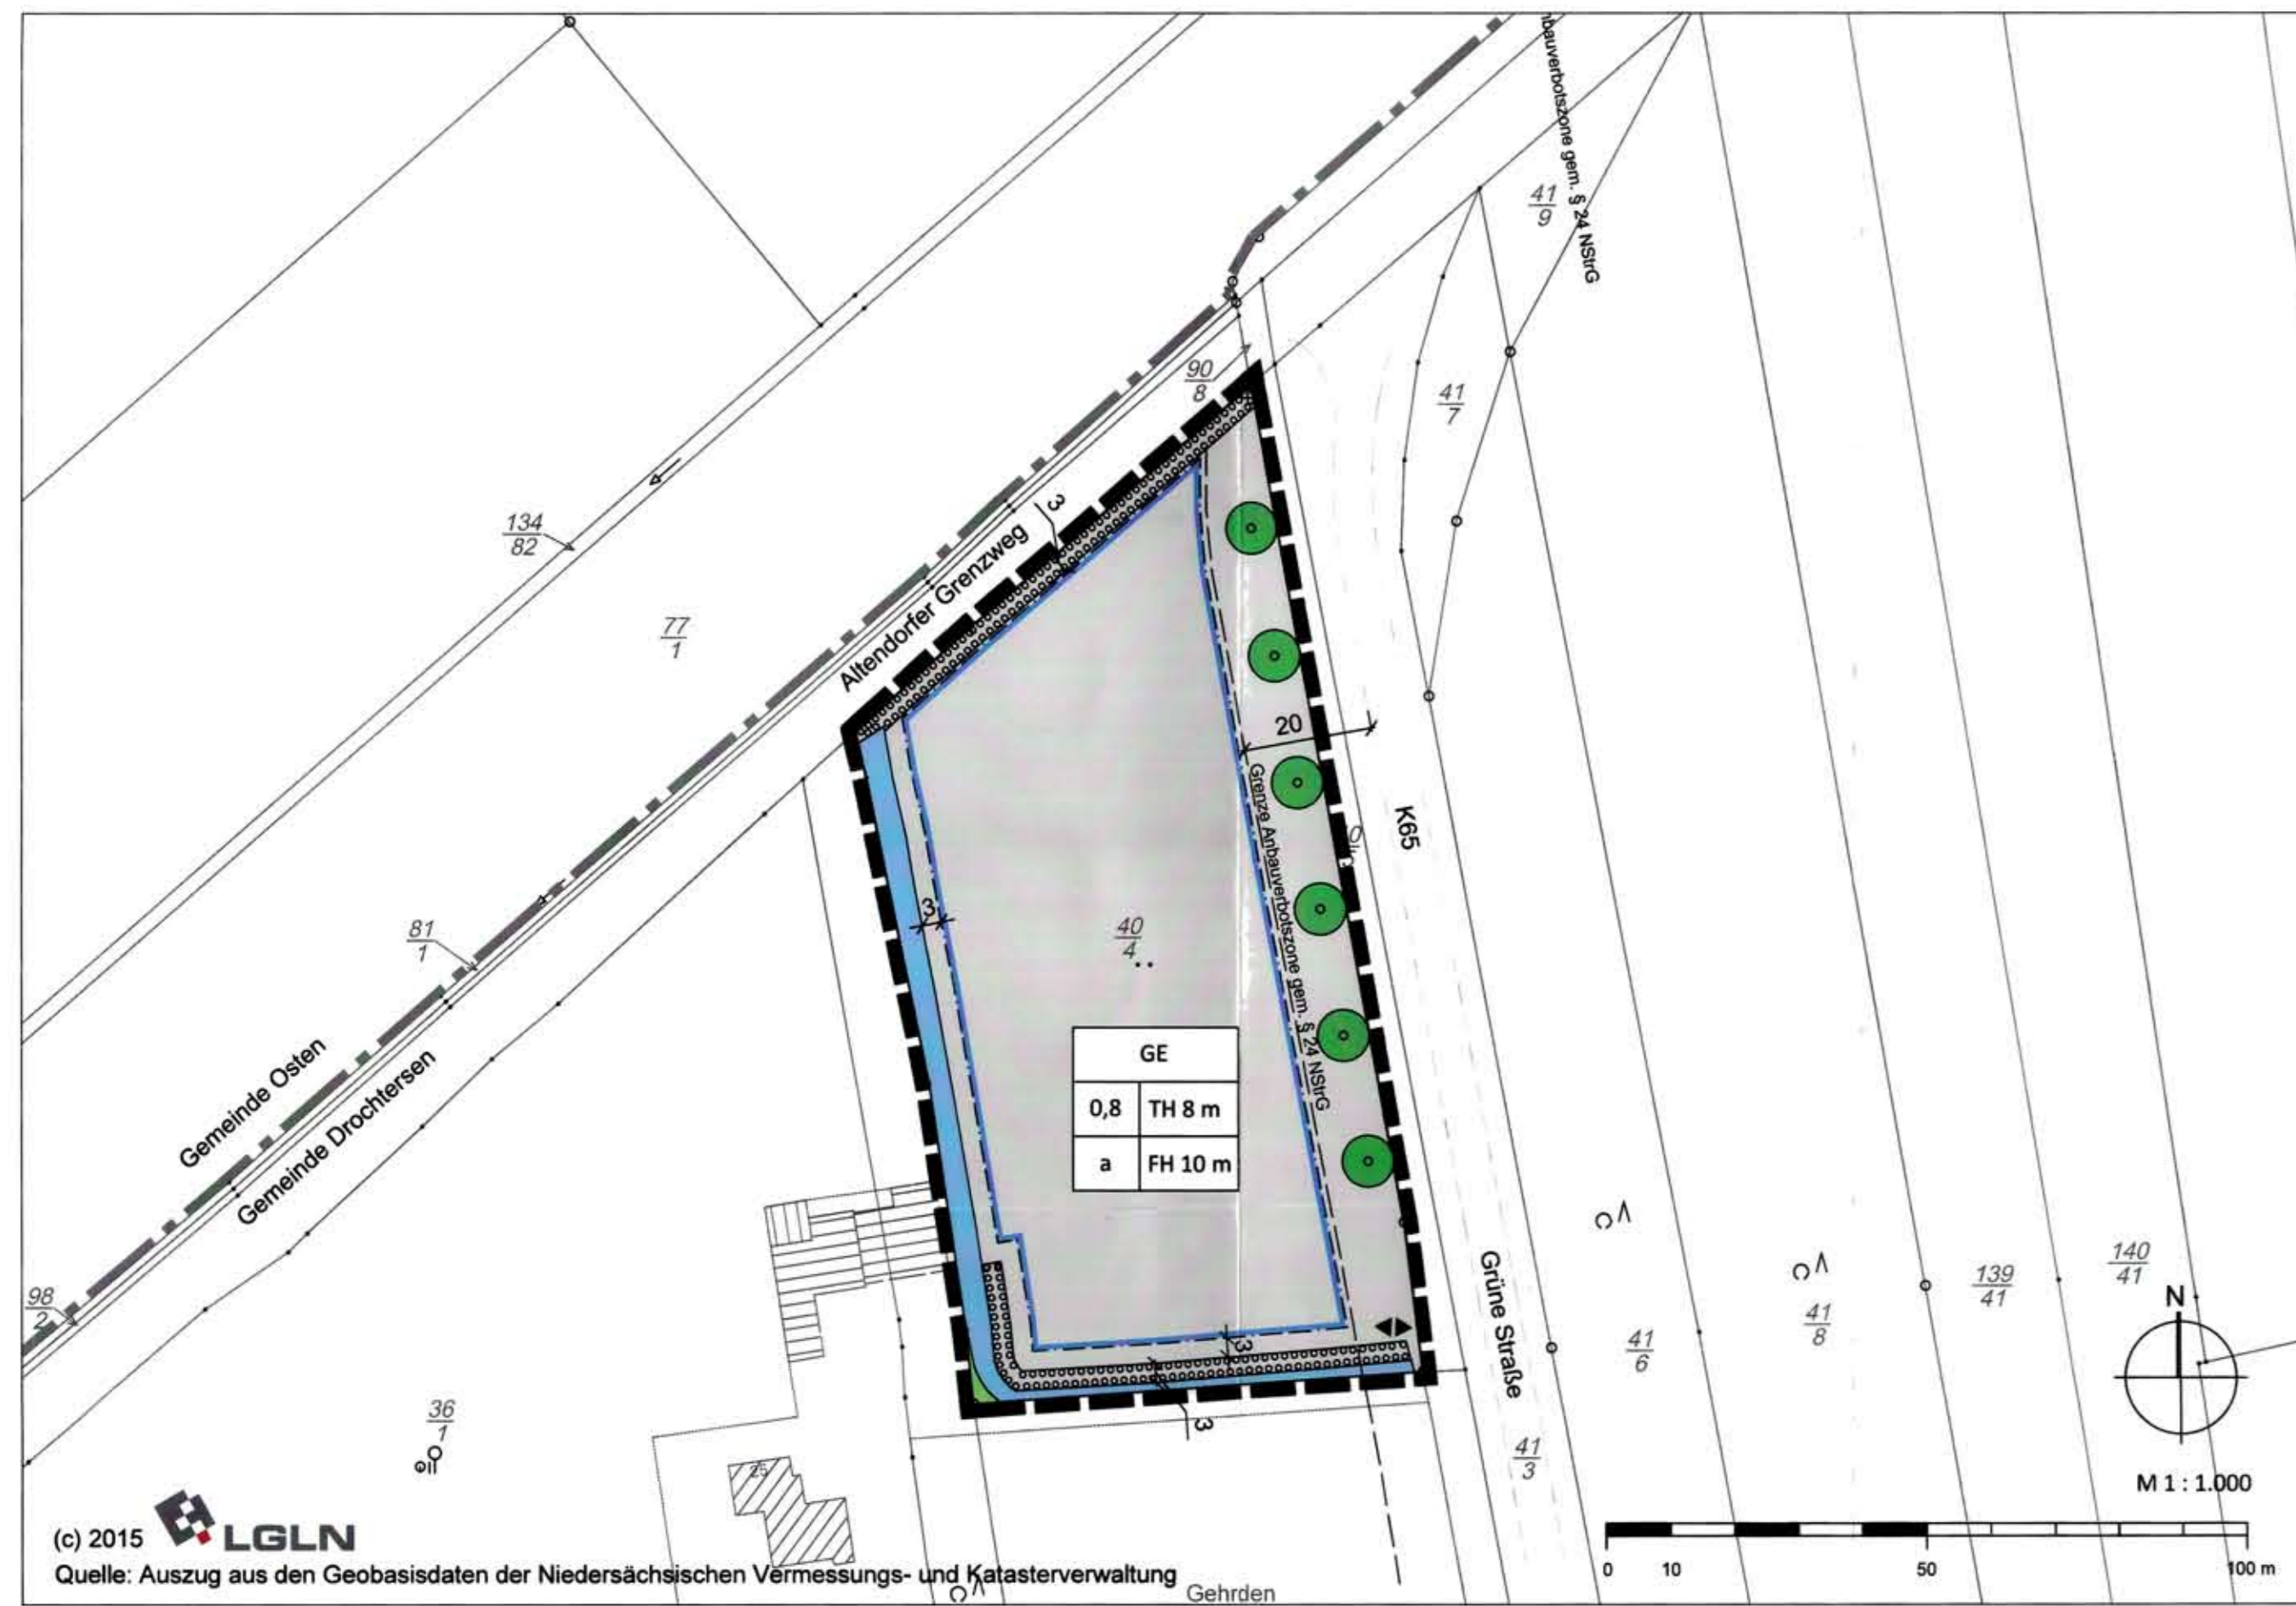 nbauverbotszone gem. § 24 NStrG
41
9
90
8
41
7
3
134
82
Altendorfer Grenzweg
77
1
20
Grenze Anbauverbotszone gem. § 24 NStrG
K65
3
40
4
81
1
GE
0,8 TH 8 m
a FH 10 m
Gemeinde Osten
Gemeinde Drochtersen
98
2
Grüne Straße
139
41
140
41
N
41
6
41
8
3
3
36
1
41
3
25
M 1 : 1.000
0 10 50 100 m
(c) 2015 LGLN
Quelle: Auszug aus den Geobasisdaten der Niedersächsischen Vermessungs- und Katasterverwaltung
Gehrden